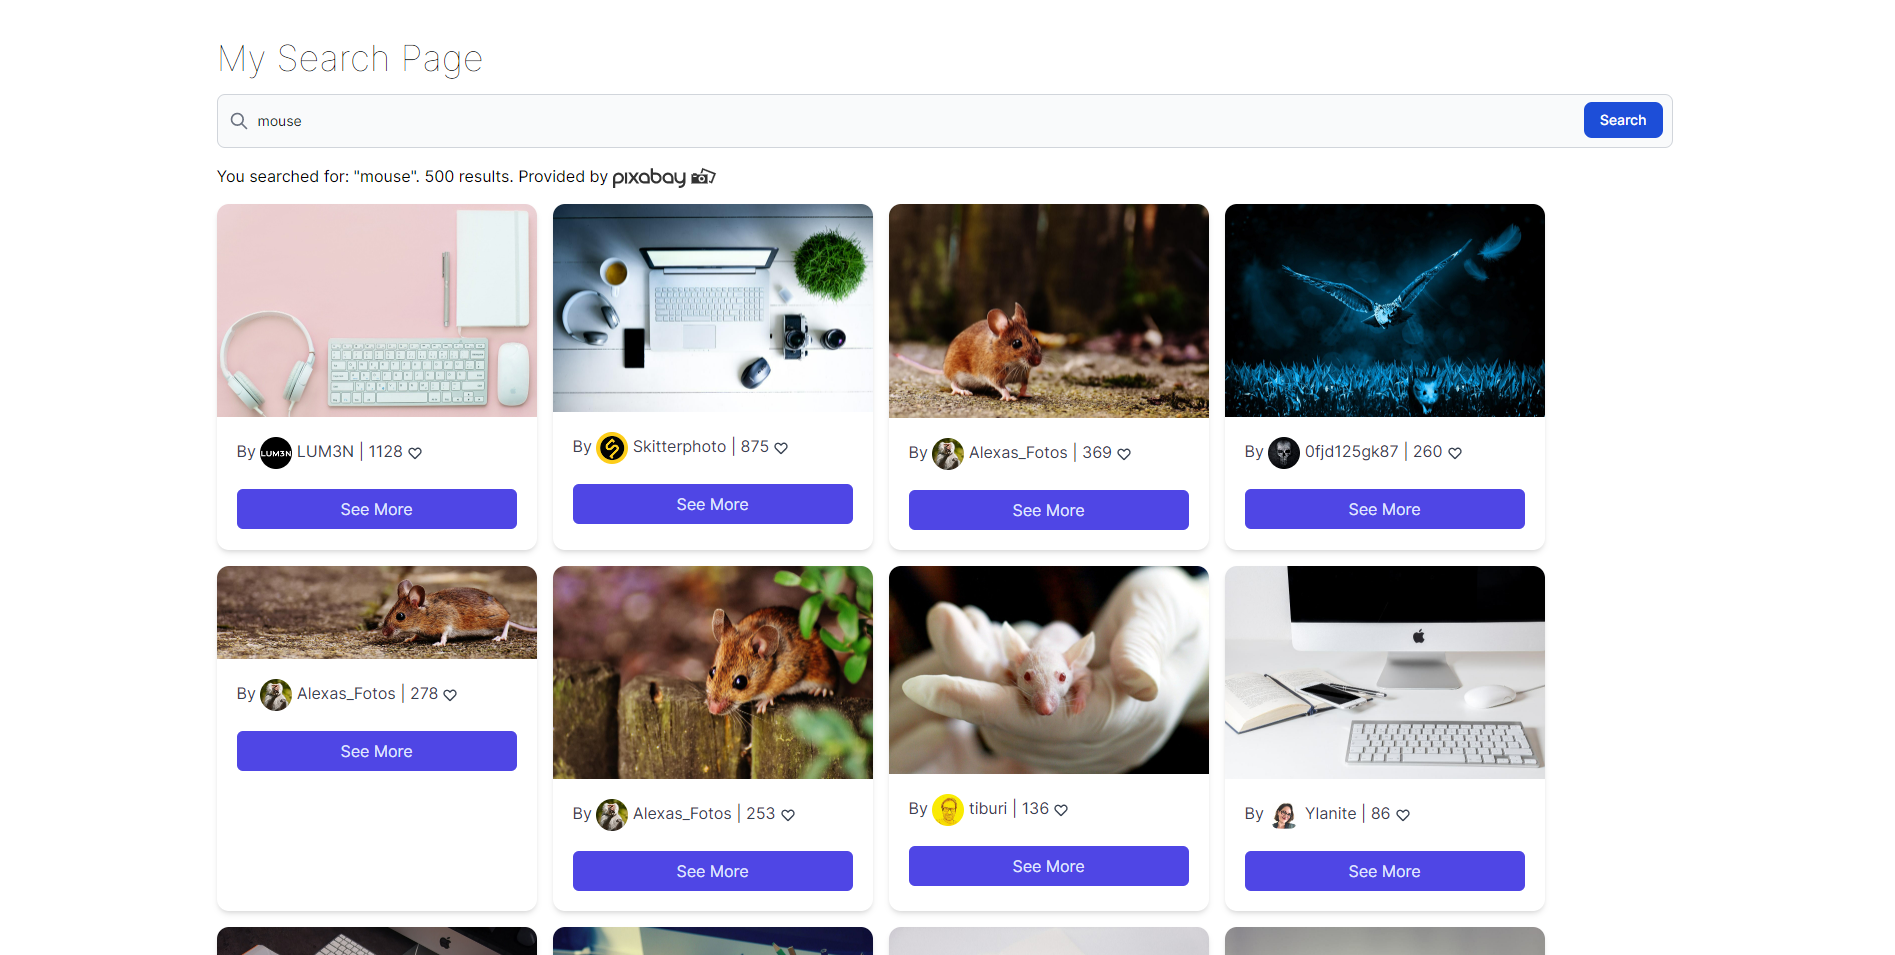 My Search Page
mouse
Search
You searched for: "mouse". 500 results. Provided by pixabay
By LUM3N LUM3N | 1128
By Skitterphoto | 875
By Alexas_Fotos | 369
By 0fjd125gk87 | 260
See More
See More
See More
See More
By Alexas_Fotos | 278
By Alexas_Fotos | 253
By tiburi | 136
By Ylanite | 86
See More
See More
See More
See More